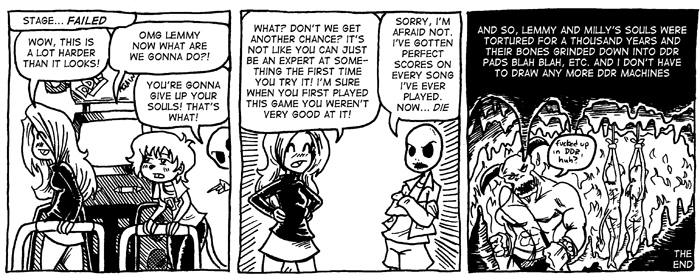 STAGE... FAILED
WOW, THIS IS
A LOT HARDER
THAN IT LOOKS!
OMG LEMMY
NOW WHAT ARE
WE GONNA DO?!
DDR
YOU'RE GONNA
GIVE UP YOUR
SOULS! THAT'S
WHAT!
WHAT? DON'T WE GET
ANOTHER CHANCE? IT'S
NOT LIKE YOU CAN JUST
BE AN EXPERT AT SOME-
THING THE FIRST TIME
YOU TRY IT! I'M SURE
WHEN YOU FIRST PLAYED
THIS GAME YOU WEREN'T
VERY GOOD AT IT!
SORRY, I'M
AFRAID NOT.
I'VE GOTTEN
PERFECT
SCORES ON
EVERY SONG
I'VE EVER
PLAYED.
NOW... DIE
AND SO, LEMMY AND MILLY'S SOULS WERE
TORTURED FOR A THOUSAND YEARS AND
THEIR BONES GRINDED DOWN INTO DDR
PADS BLAH BLAH, ETC. AND I DON'T HAVE
TO DRAW ANY MORE DDR MACHINES
fucked up
in DDR,
huh?
THE
END